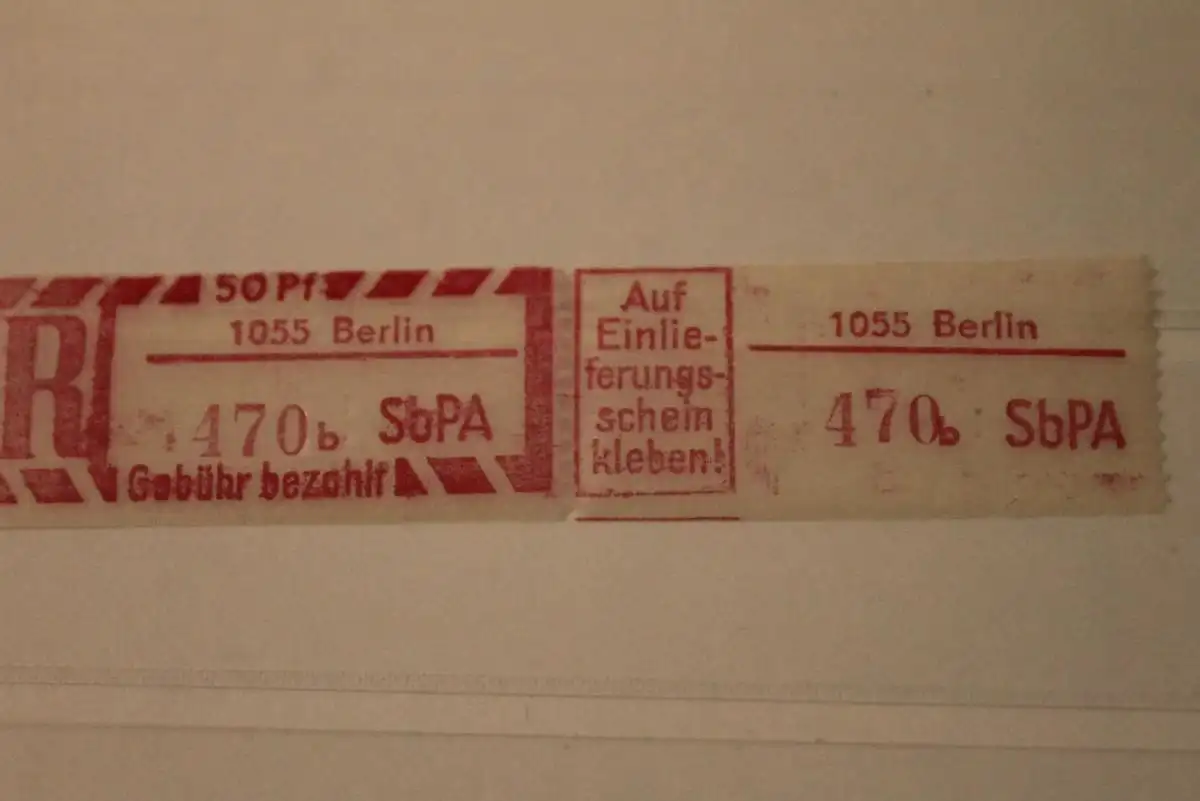 50 Pf
R
1055 Berlin
470b SbPA
Gebühr bezahlt
Auf
Einlie-
ferungs-
schein
kleben!
1055 Berlin
470b SbPA